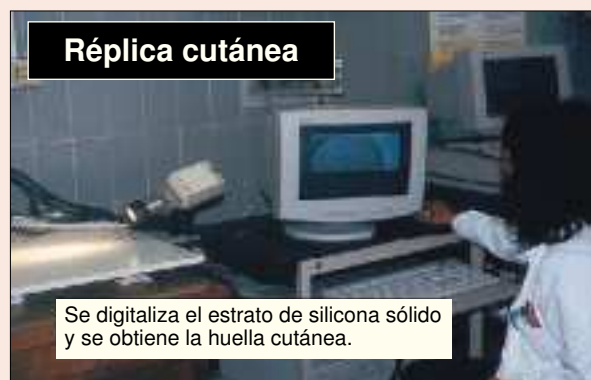 Réplica cutánea
Se digitaliza el estrato de silicona sólido
y se obtiene la huella cutánea.